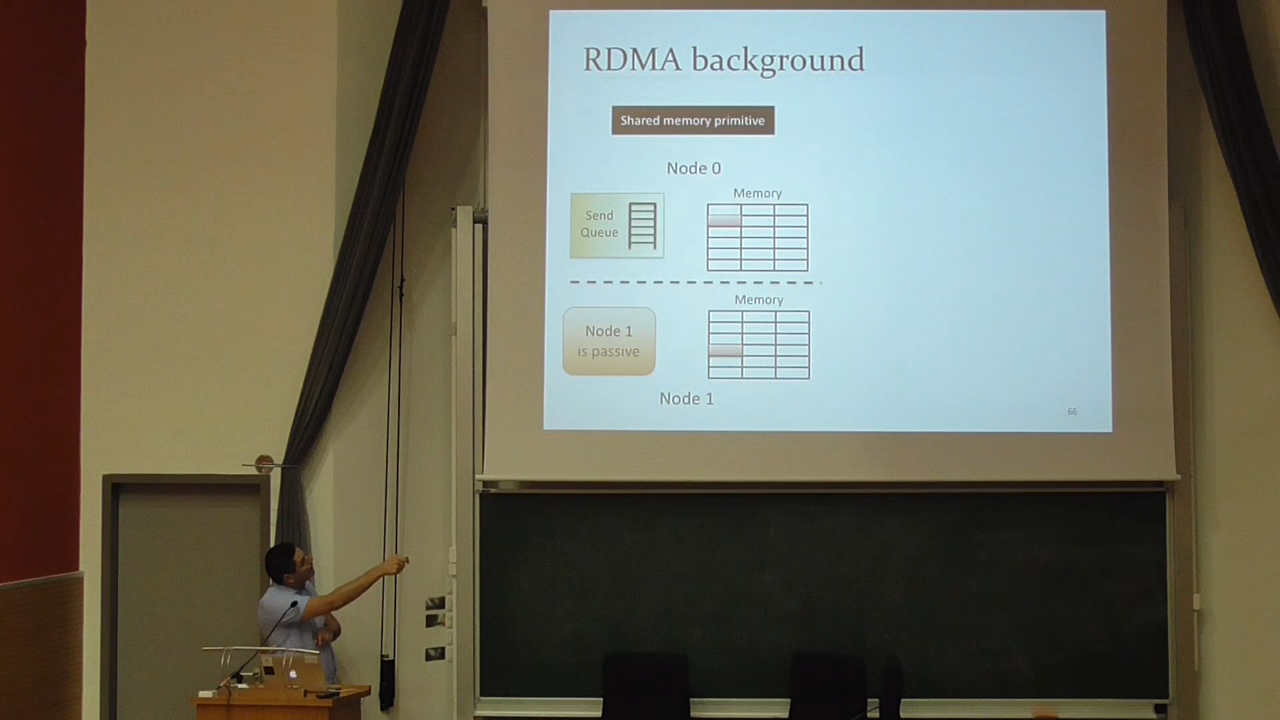 RDMA background
Shared memory primitive
Node 0
Memory
Send
Queue
Memory
Node 1
is passive
Node 1
66